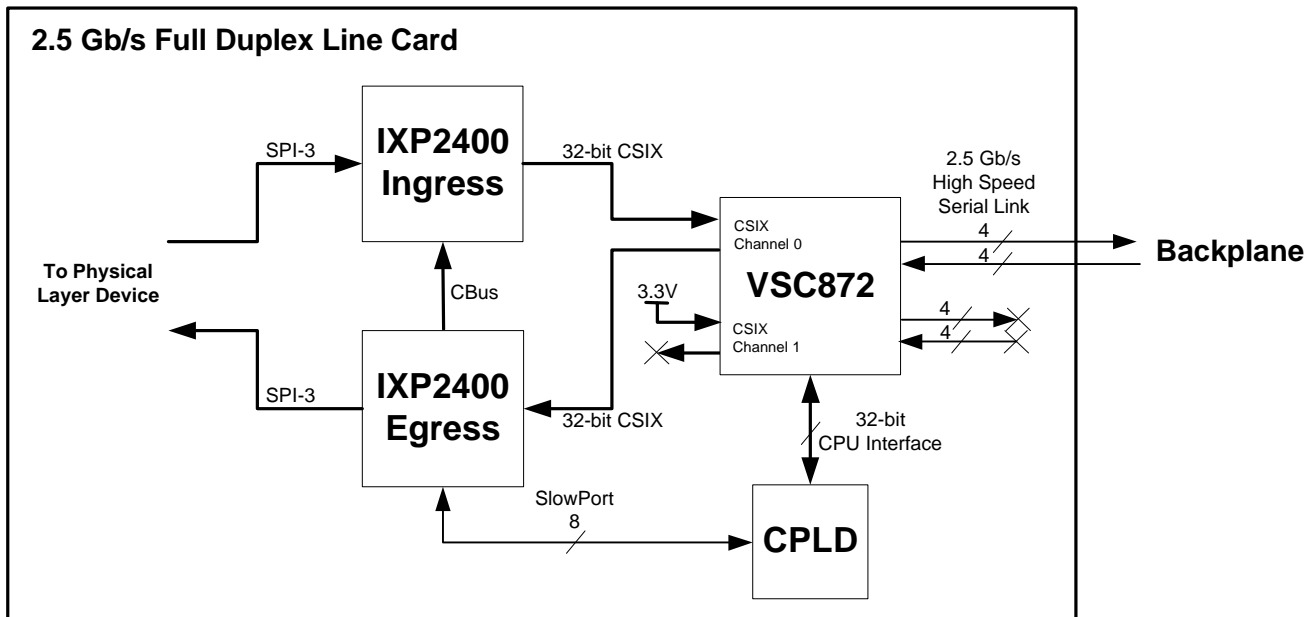 2.5 Gb/s Full Duplex Line Card
IXP2400
Ingress
SPI-3
32-bit CSIX
2.5 Gb/s
High Speed
Serial Link
4
4
Backplane
CSIX
Channel 0
VSC872
To Physical
Layer Device
CBus
3.3V
CSIX
Channel 1
4
4
IXP2400
Egress
SPI-3
32-bit CSIX
32-bit
CPU Interface
SlowPort
8
CPLD